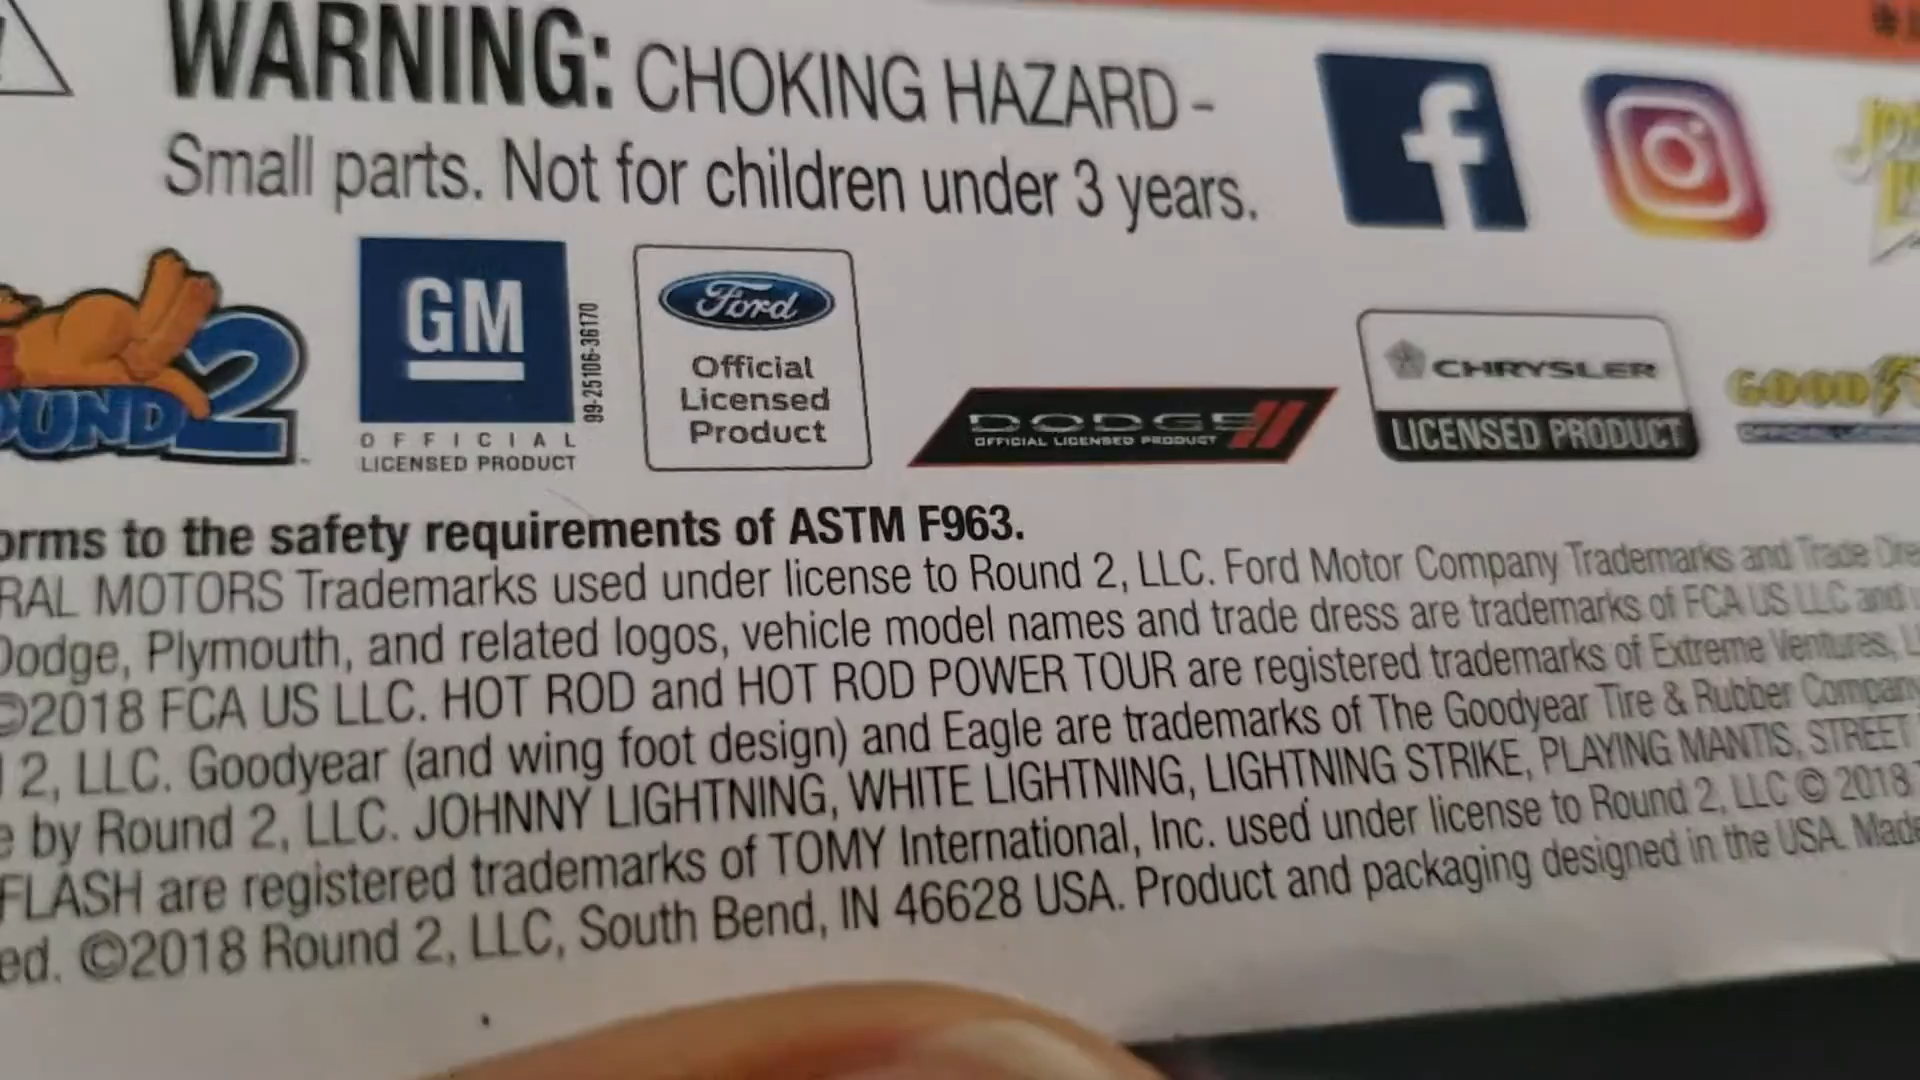 WARNING: CHOKING HAZARD -
Small parts. Not for children under 3 years.
OUND 2
GM
OFFICIAL
LICENSED PRODUCT
99-25106-36170
Ford
Official
Licensed
Product
DODGE
OFFICIAL LICENSED PRODUCT
CHRYSLER
LICENSED PRODUCT
GOOD
orms to the safety requirements of ASTM F963.
RAL MOTORS Trademarks used under license to Round 2, LLC. Ford Motor Company Trademarks and Trade Dre
Dodge, Plymouth, and related logos, vehicle model names and trade dress are trademarks of FCA US LLC and
©2018 FCA US LLC. HOT ROD and HOT ROD POWER TOUR are registered trademarks of Extreme Ventures, L
2, LLC. Goodyear (and wing foot design) and Eagle are trademarks of The Goodyear Tire & Rubber Company
e by Round 2, LLC. JOHNNY LIGHTNING, WHITE LIGHTNING, LIGHTNING STRIKE, PLAYING MANTIS, STREET
FLASH are registered trademarks of TOMY International, Inc. used under license to Round 2, LLC © 2018
ed. ©2018 Round 2, LLC, South Bend, IN 46628 USA. Product and packaging designed in the USA. Made